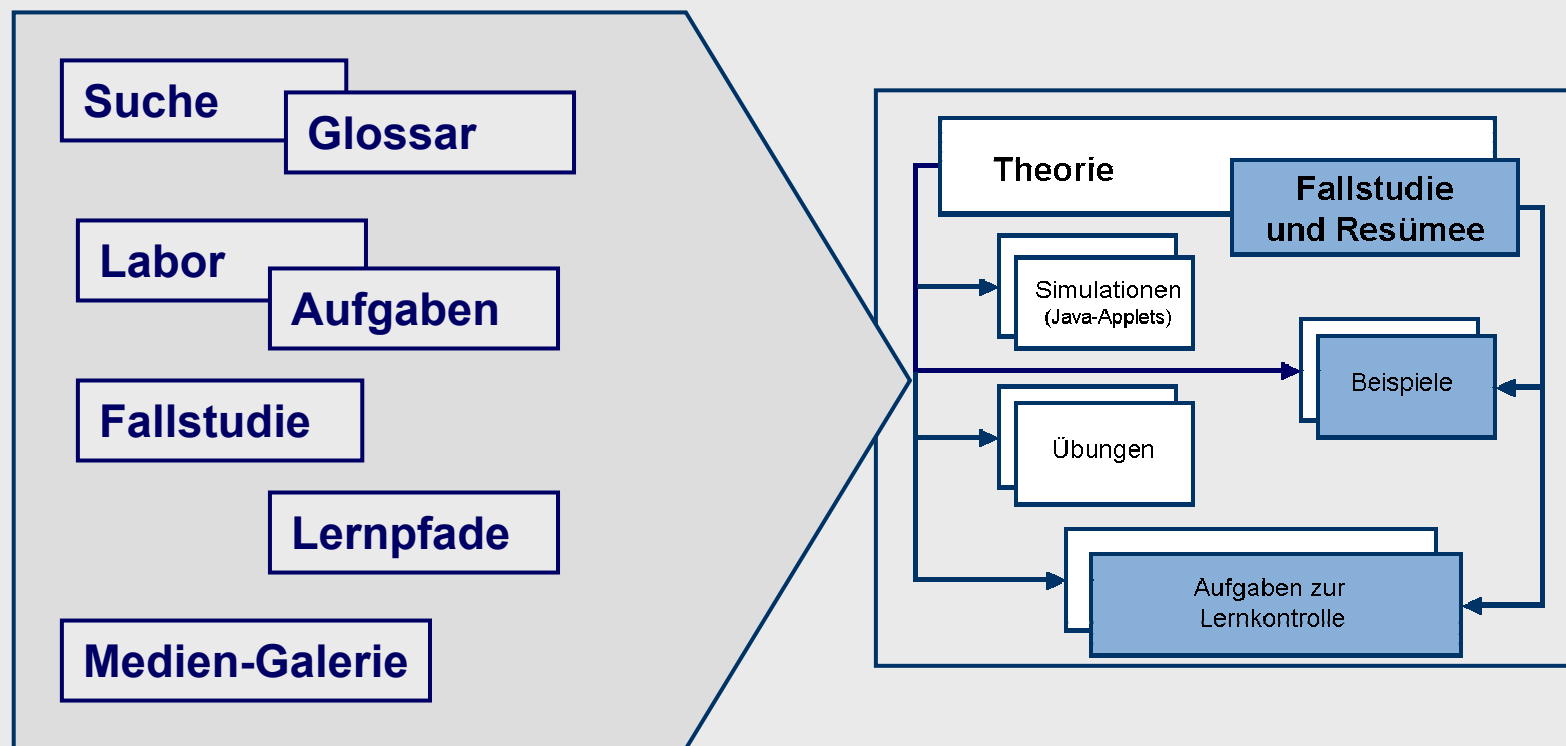 Suche
Glossar
Labor
Aufgaben
Fallstudie
Lernpfade
Medien-Galerie
Theorie
Fallstudie
und Resümee
Simulationen
(Java-Applets)
Beispiele
Übungen
Aufgaben zur
Lernkontrolle